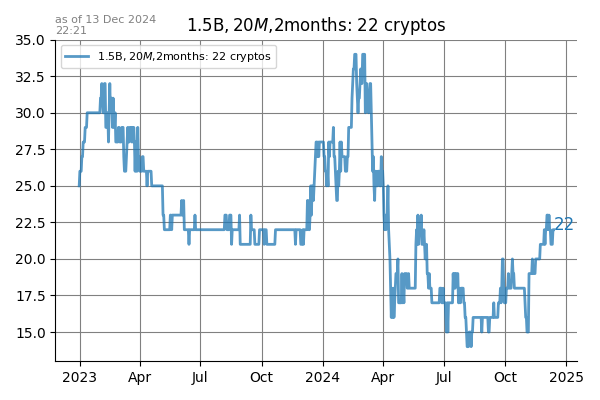 as of 13 Dec 2024
22:21
1.5B, 20M,2months: 22 cryptos
1.5B, 20M,2months: 22 cryptos
35.0
32.5
30.0
27.5
25.0
22.5
20.0
17.5
15.0
22
2023
Apr
Jul
Oct
2024
Apr
Jul
Oct
2025